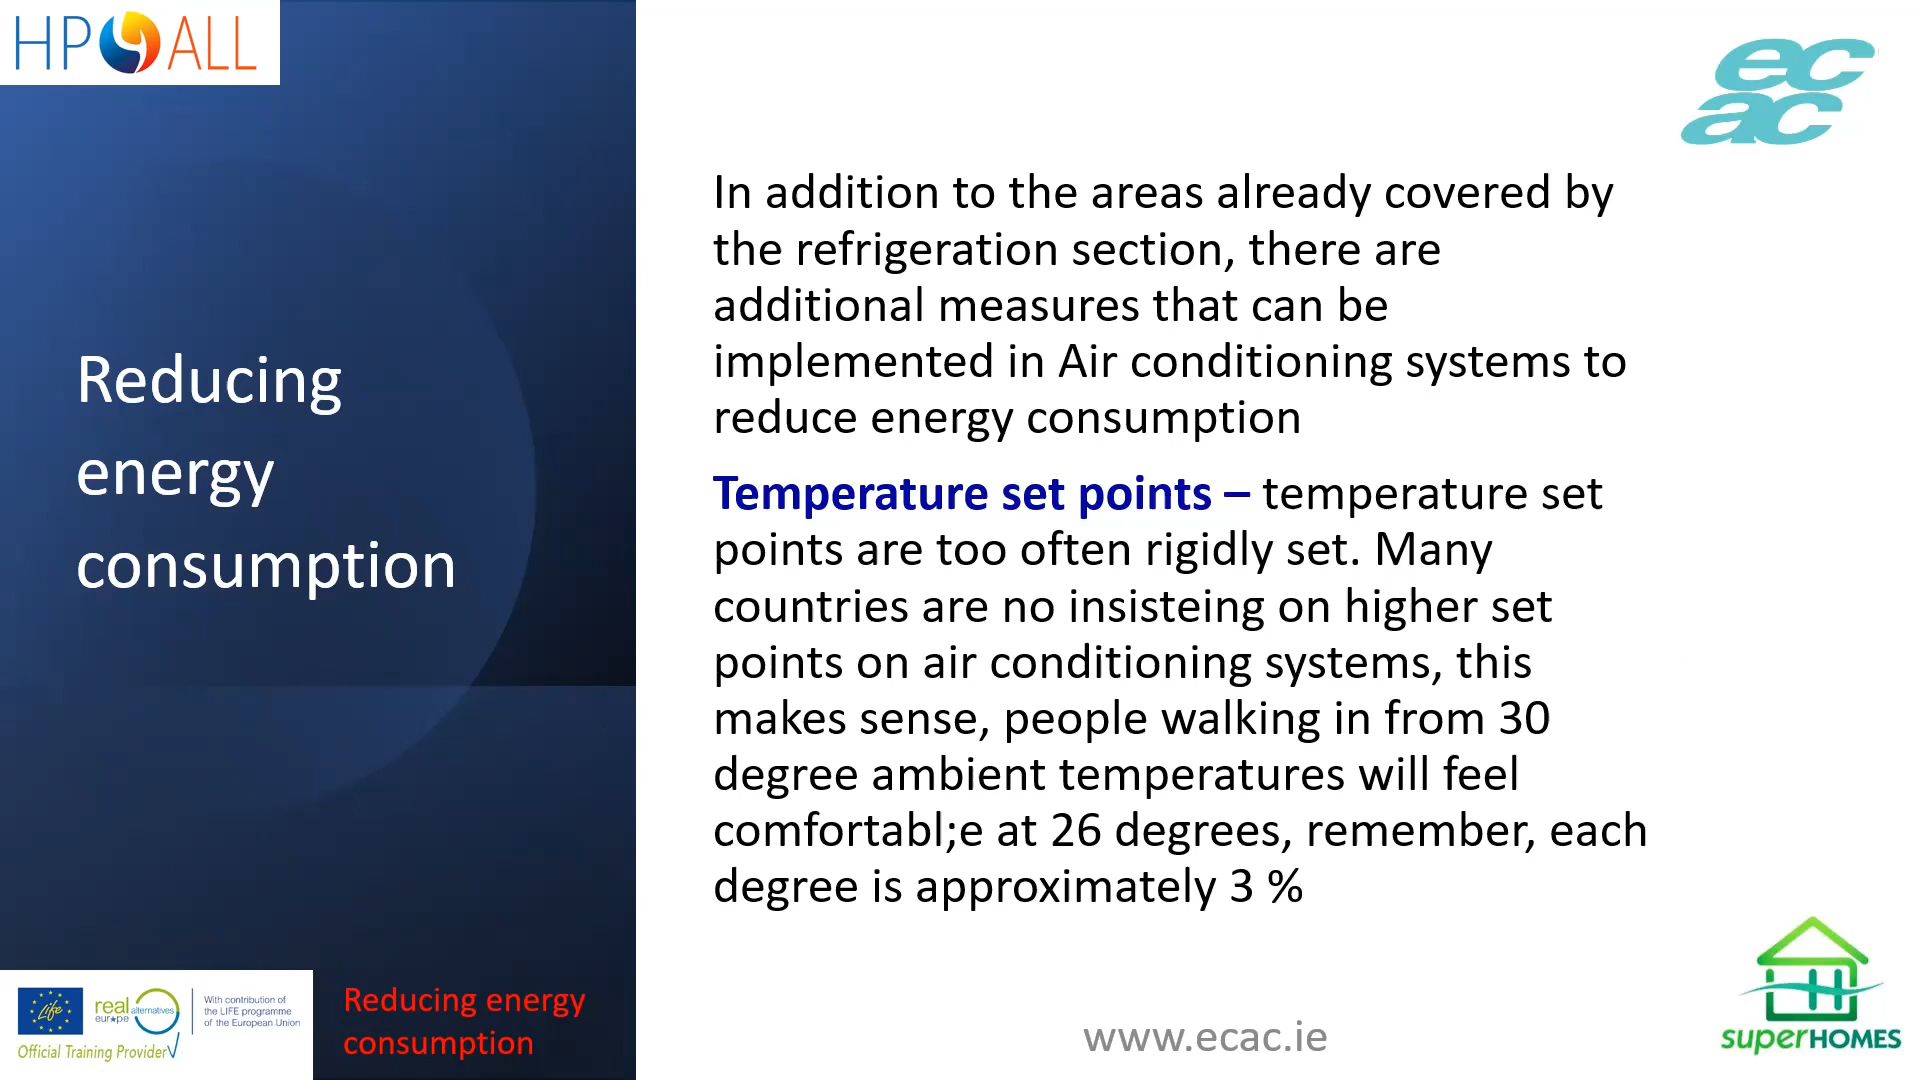 HP4ALL
ec
ac
In addition to the areas already covered by
the refrigeration section, there are
additional measures that can be
implemented in Air conditioning systems to
reduce energy consumption
Reducing
energy
consumption
Temperature set points – temperature set
points are too often rigidly set. Many
countries are no insisteing on higher set
points on air conditioning systems, this
makes sense, people walking in from 30
degree ambient temperatures will feel
comfortabl;e at 26 degrees, remember, each
degree is approximately 3 %
Life
real alternatives
europe
With contribution of
the LIFE programme
of the European Union
Official Training Provider
Reducing energy
consumption
www.ecac.ie
superHOMES